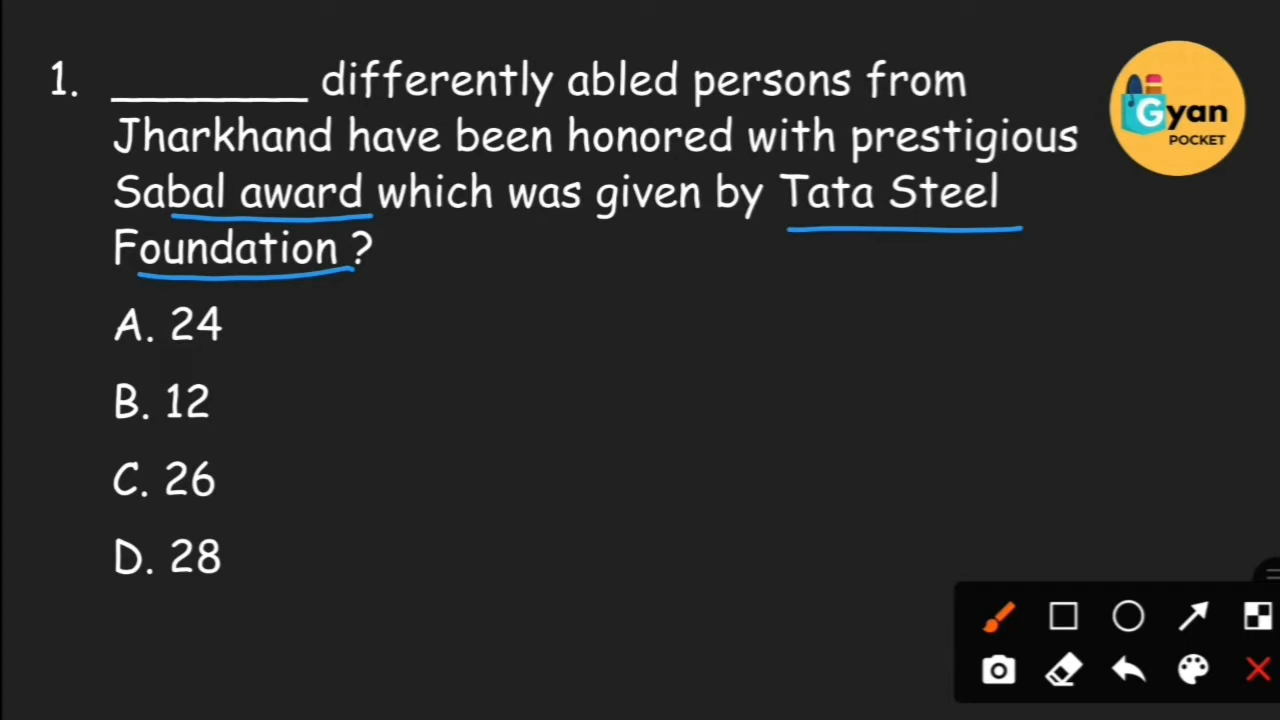 1. ________ differently abled persons from
Jharkhand have been honored with prestigious
Sabal award which was given by Tata Steel
Foundation ?
A. 24
B. 12
C. 26
D. 28
Gyan
POCKET